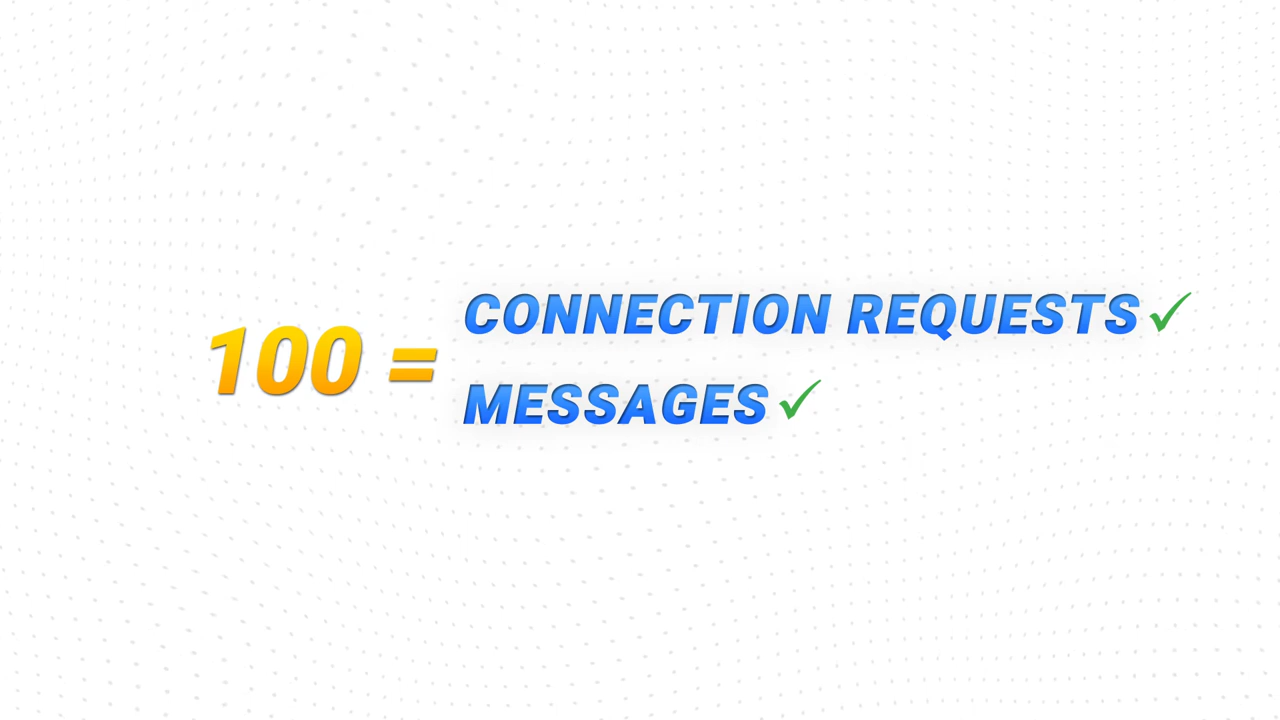 100 =
CONNECTION REQUESTS ✓
MESSAGES ✓